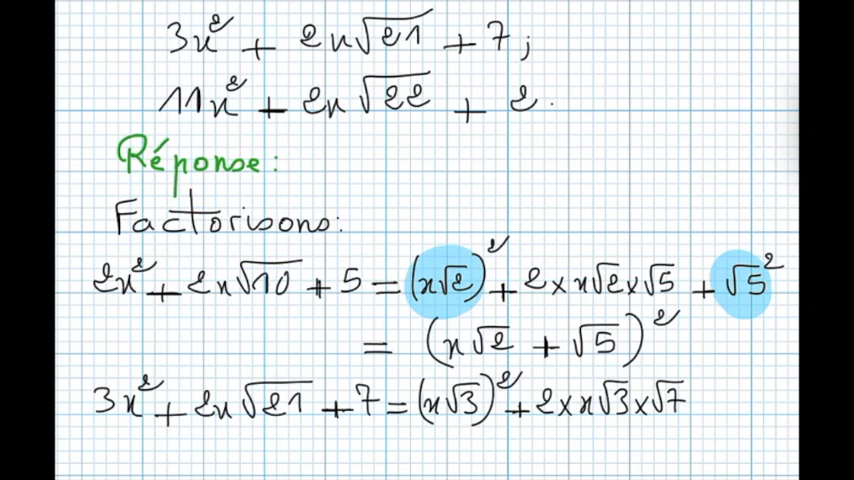 3x² + 2x√21 + 7 ;
11x² + 2x√22 + 2.
Réponse :
Factorisons :
2x² + 2x√10 + 5 = (x√2)² + 2 × x√2 × √5 + √5²
= (x√2 + √5)²
3x² + 2x√21 + 7 = (x√3)² + 2 × x√3 × √7